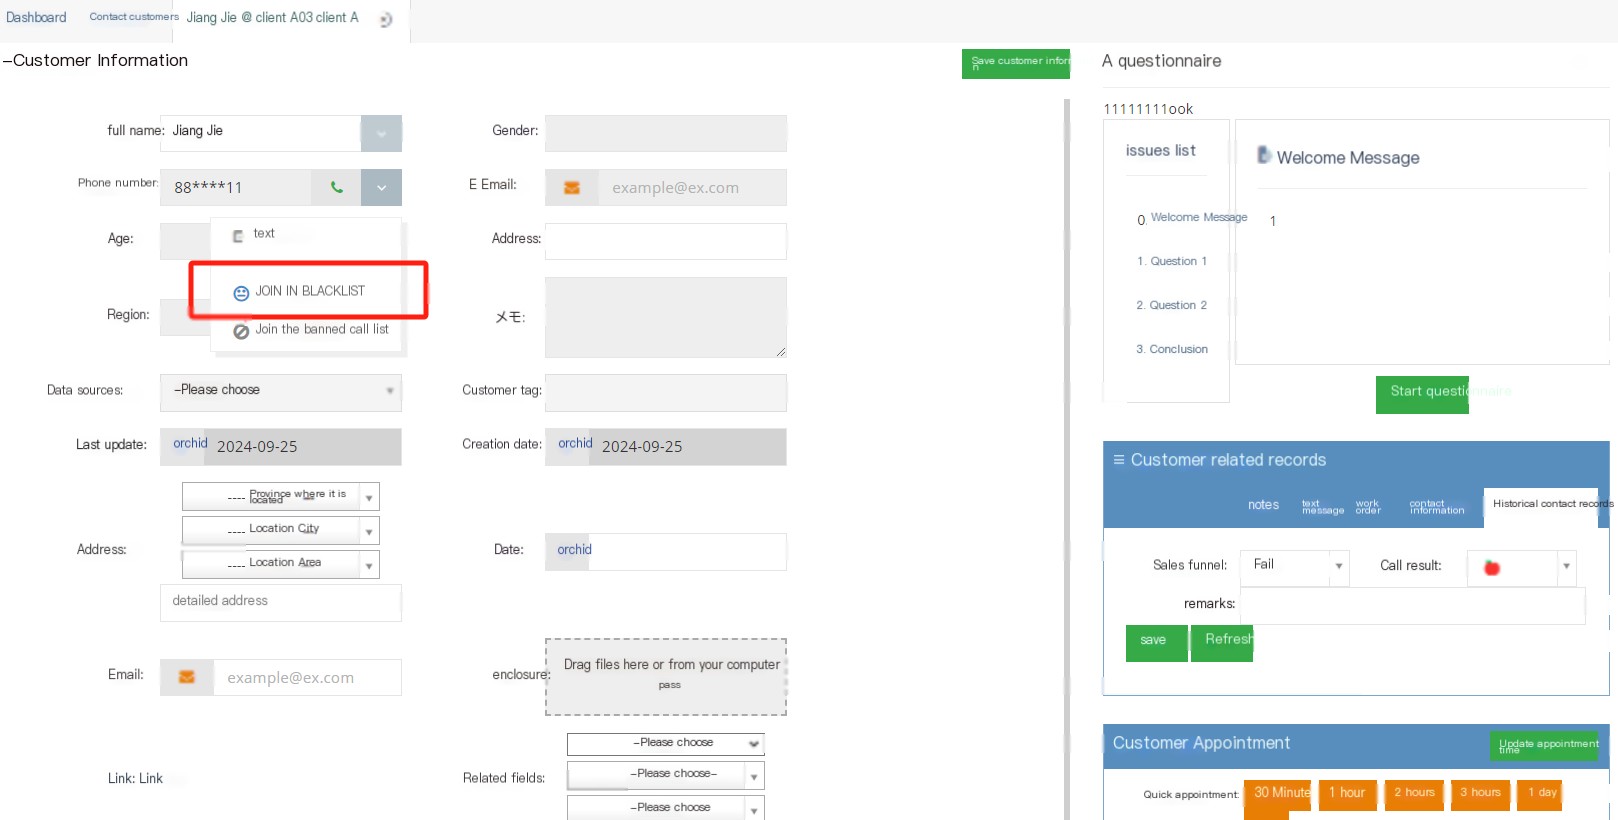 Dashboard
Contact customers
Jiang Jie @ client A03 client A
–Customer Information
Save customer
full name:
Jiang Jie
Phone number:
88****11
text
JOIN IN BLACKLIST
Join the banned call list
Age:
Region:
Data sources:
–Please choose
Last update:
orchid
2024-09-25
Address:
---- Province where it is
located
---- Location City
---- Location Area
detailed address
Email:
example@ex.com
Link: Link
Gender:
E Email:
example@ex.com
Address:
メモ:
Customer tag:
Creation date:
orchid
2024-09-25
Date:
orchid
enclosure:
Drag files here or from your computer
pass
Related fields:
–Please choose
–Please choose–
–Please choose
A questionnaire
11111111ook
issues list
0. Welcome Message
1. Question 1
2. Question 2
3. Conclusion
Welcome Message
1
Start questionnaire
☰ Customer related records
notes
text
message
work
order
contact
information
Historical contact records
Sales funnel:
Fail
Call result:
remarks:
save
Refresh
Customer Appointment
Update appointment
time
Quick appointment:
30 Minute
1 hour
2 hours
3 hours
1 day